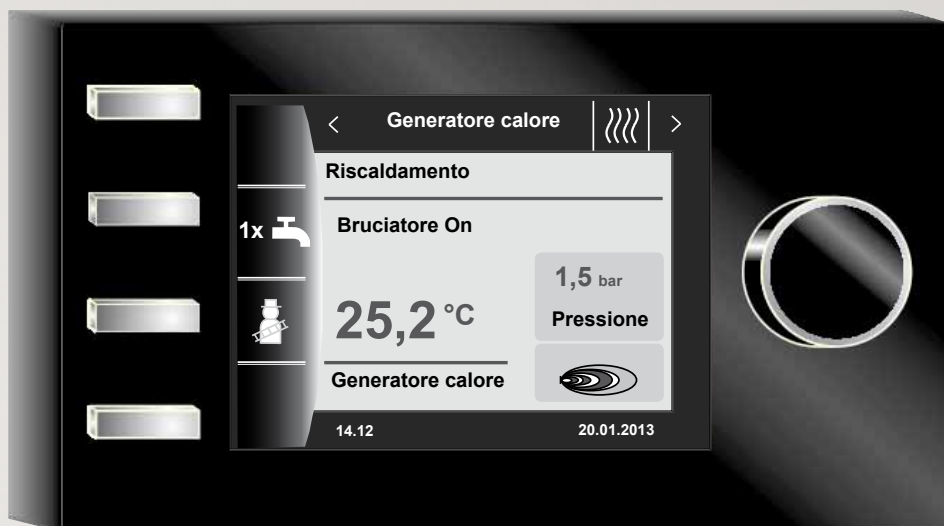 Generatore calore
Riscaldamento
1x
Bruciatore On
1,5 bar
Pressione
25,2 °C
Generatore calore
14.12
20.01.2013